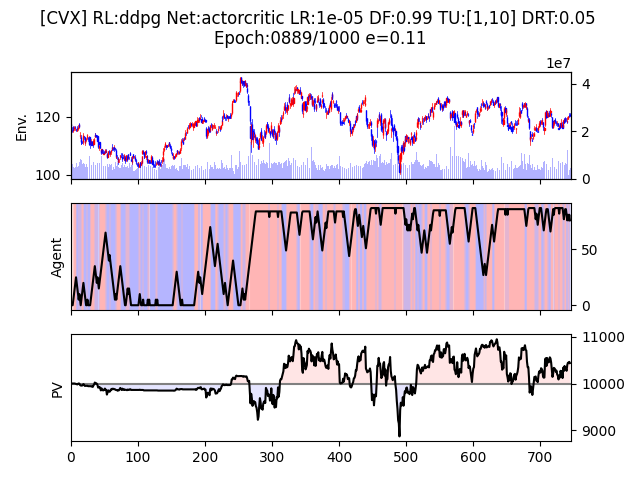 [CVX] RL:ddpg Net:actorcritic LR:1e-05 DF:0.99 TU:[1,10] DRT:0.05
Epoch:0889/1000 e=0.11
1e7
Env.
120
100
4
2
0
Agent
50
0
PV
11000
10000
9000
0 100 200 300 400 500 600 700